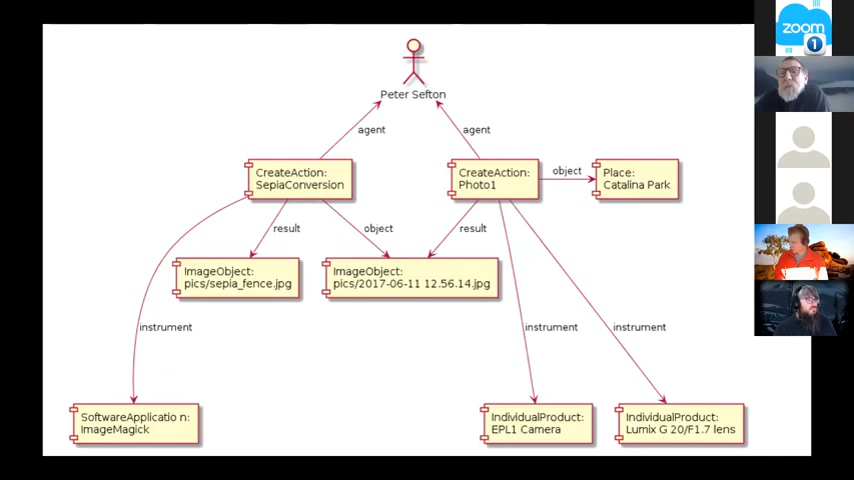 zoom
1
Peter Sefton
agent
agent
CreateAction:
SepiaConversion
CreateAction:
Photo1
object
Place:
Catalina Park
result
object
result
ImageObject:
pics/sepia_fence.jpg
ImageObject:
pics/2017-06-11 12.56.14.jpg
instrument
instrument
instrument
SoftwareApplicatio n:
ImageMagick
IndividualProduct:
EPL1 Camera
IndividualProduct:
Lumix G 20/F1.7 lens